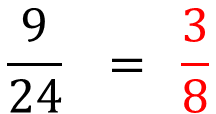 9/24 = 3/8